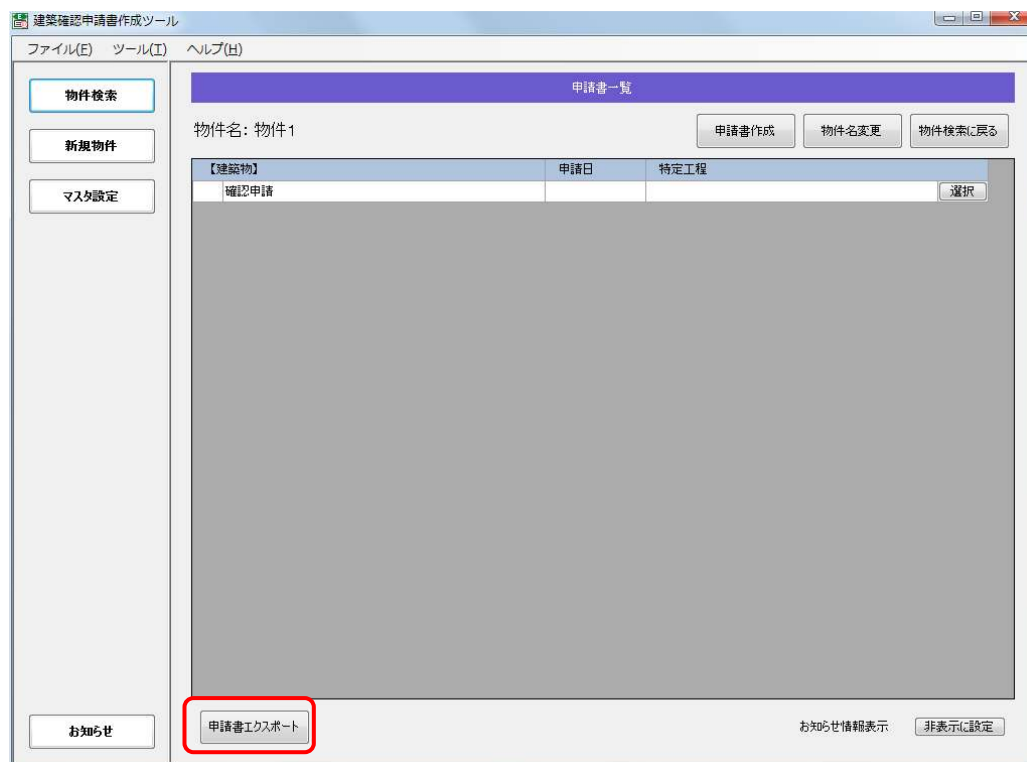 建築確認申請書作成ツール
ファイル(F) ツール(T) ヘルプ(H)
物件検索
新規物件
マスタ設定
お知らせ
申請書一覧
物件名: 物件1
申請書作成 物件名変更 物件検索に戻る
【建築物】 申請日 特定工程
確認申請 選択
申請書エクスポート お知らせ情報表示 非表示に設定